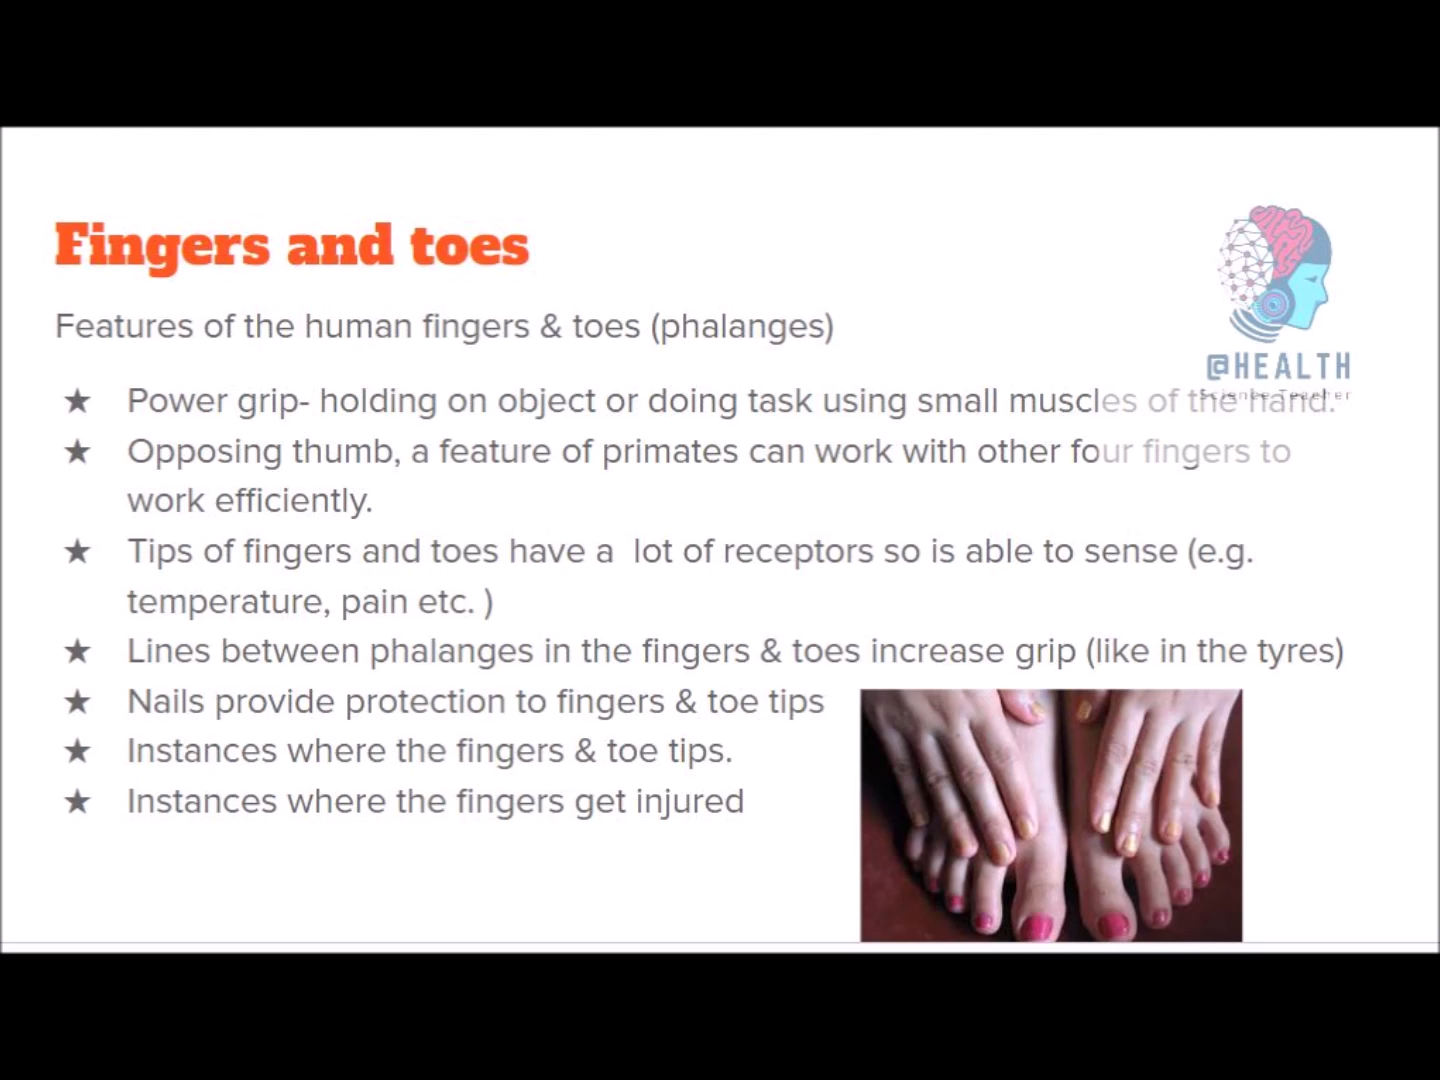 Fingers and toes
@HEALTH
Science Teacher
Features of the human fingers & toes (phalanges)
★ Power grip- holding on object or doing task using small muscles of the hand.
★ Opposing thumb, a feature of primates can work with other four fingers to
work efficiently.
★ Tips of fingers and toes have a lot of receptors so is able to sense (e.g.
temperature, pain etc. )
★ Lines between phalanges in the fingers & toes increase grip (like in the tyres)
★ Nails provide protection to fingers & toe tips
★ Instances where the fingers & toe tips.
★ Instances where the fingers get injured